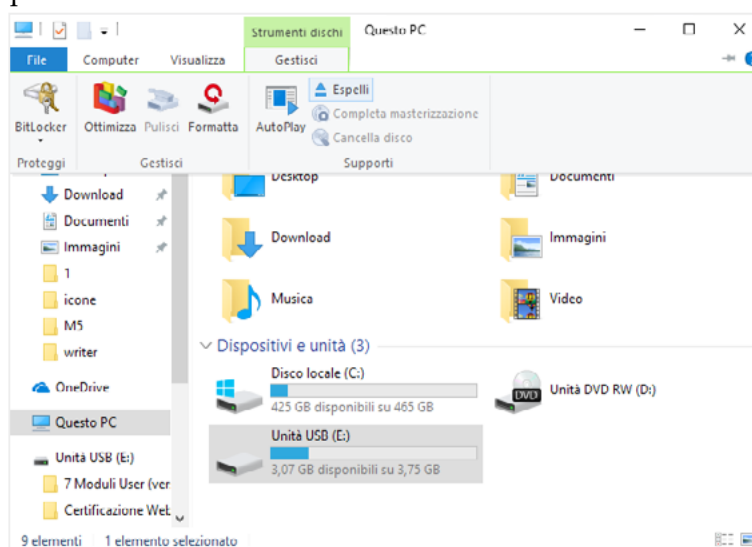 Strumenti dischi Questo PC
File Computer Visualizza Gestisci
BitLocker Ottimizza Pulisci Formatta AutoPlay
Espelli
Completa masterizzazione
Cancella disco
Proteggi Gestisci Supporti
Download
Documenti
Immagini
1
icone
M5
writer
OneDrive
Questo PC
Unità USB (E:)
7 Moduli User (ver
Certificazione Web
Desktop Documenti
Download Immagini
Musica Video
Dispositivi e unità (3)
Disco locale (C:)
425 GB disponibili su 465 GB
DVD
Unità DVD RW (D:)
Unità USB (E:)
3,07 GB disponibili su 3,75 GB
9 elementi 1 elemento selezionato